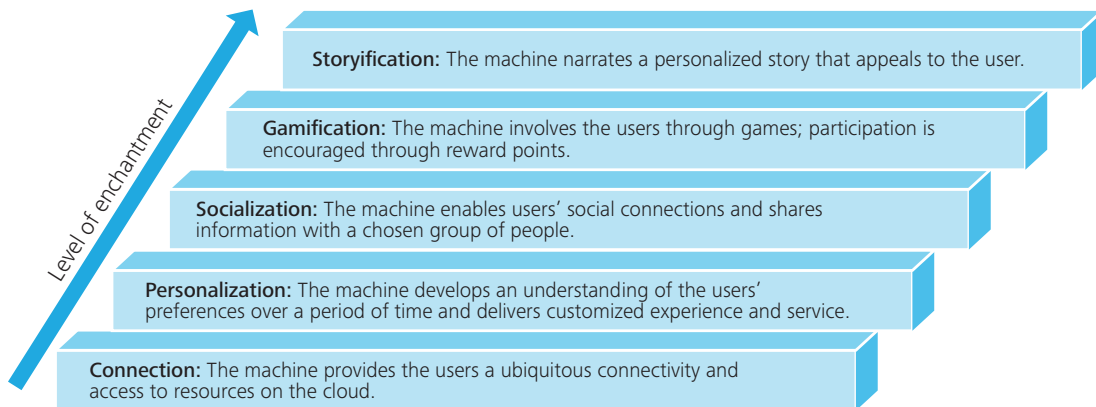 Storyification: The machine narrates a personalized story that appeals to the user.
Gamification: The machine involves the users through games; participation is
encouraged through reward points.
Socialization: The machine enables users’ social connections and shares
information with a chosen group of people.
Personalization: The machine develops an understanding of the users’
preferences over a period of time and delivers customized experience and service.
Connection: The machine provides the users a ubiquitous connectivity and
access to resources on the cloud.
Level of enchantment